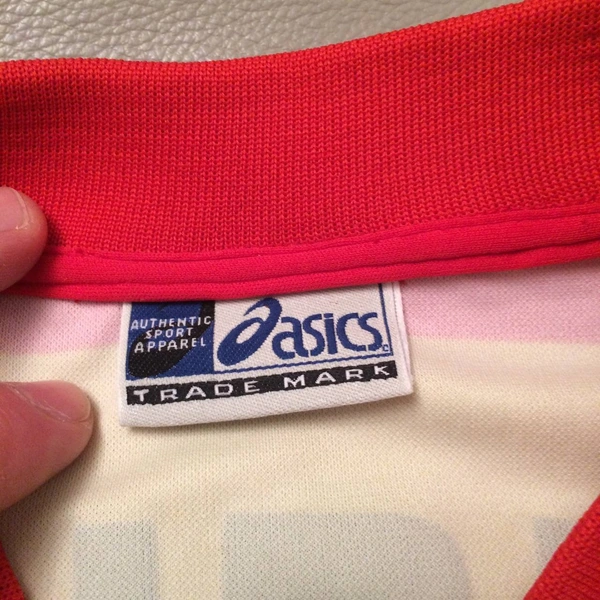 AUTHENTIC
SPORT
APPAREL
asics
TRADE MARK